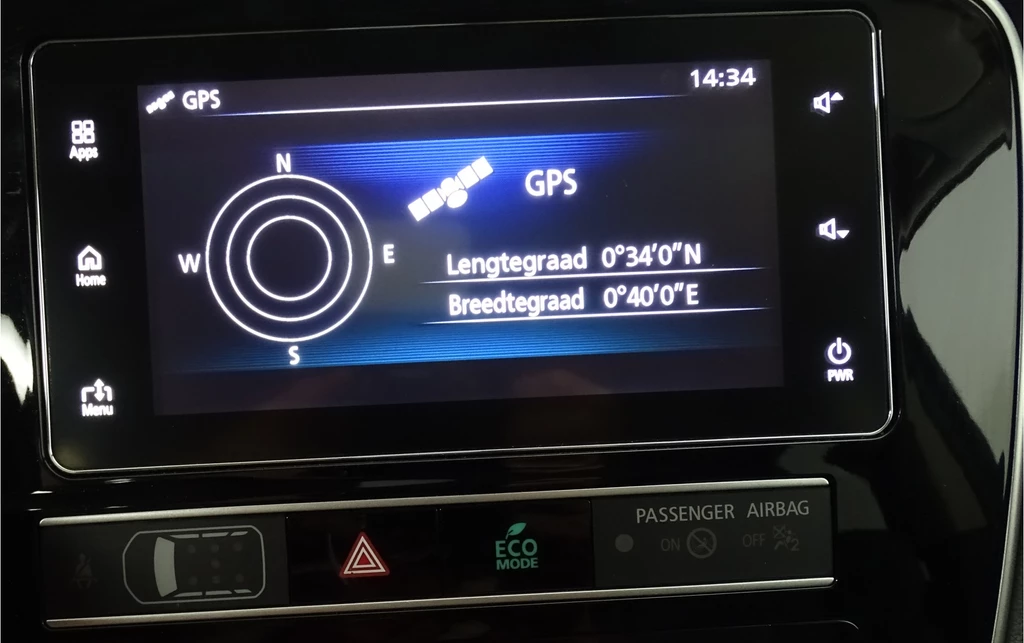 GPS
14:34
Apps
Home
Menu
N
W
E
S
GPS
Lengtegraad 0°34'0"N
Breedtegraad 0°40'0"E
PWR
ECO
MODE
PASSENGER AIRBAG
ON
OFF
2